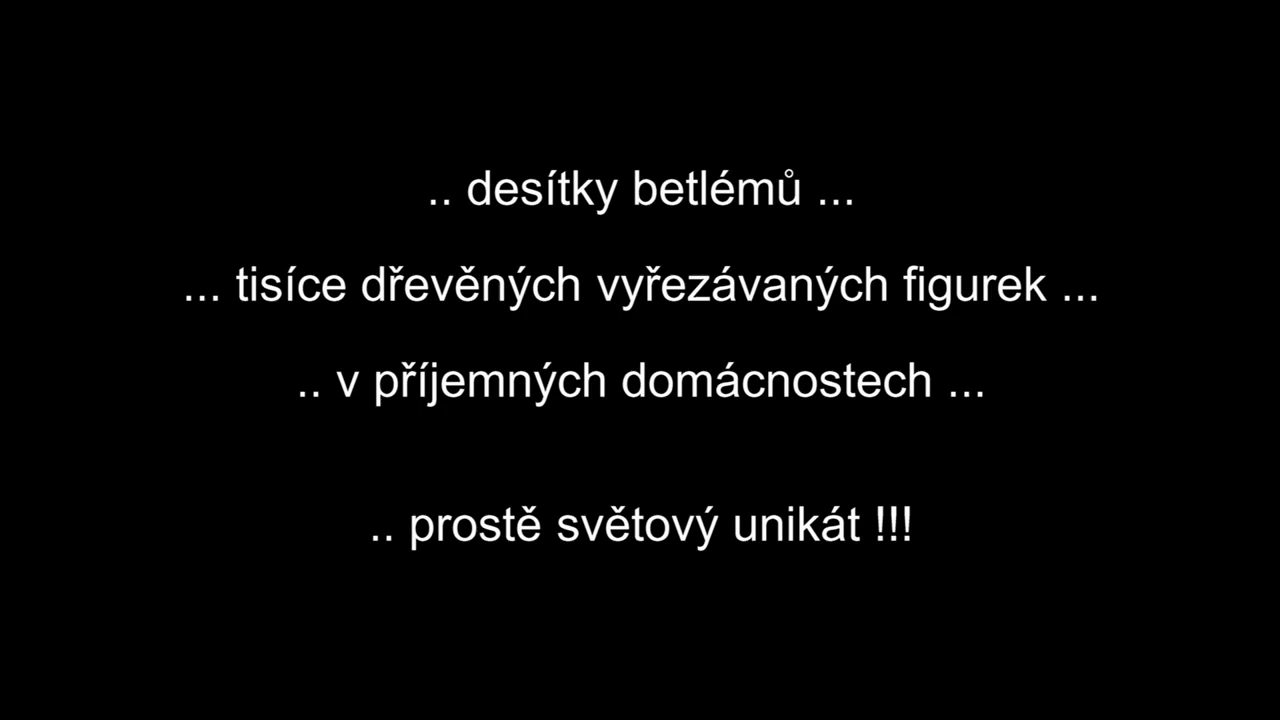 .. desítky betlémů ...
... tisíce dřevěných vyřezávaných figurek ...
.. v příjemných domácnostech ...
.. prostě světový unikát !!!